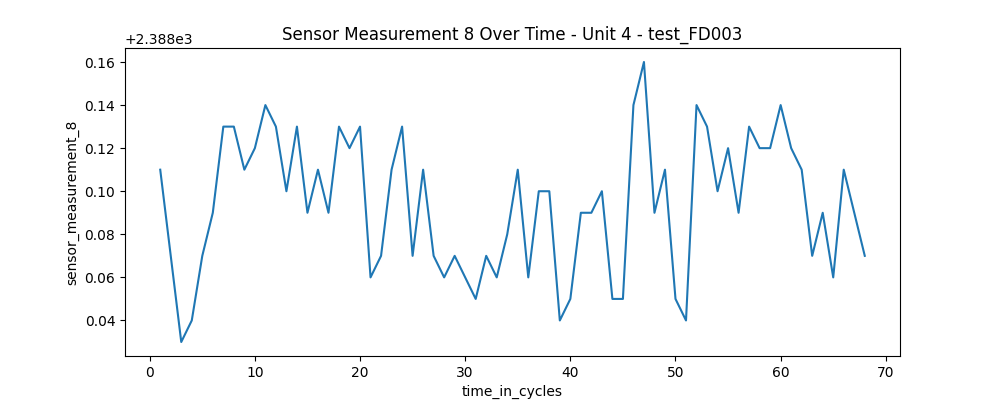 Sensor Measurement 8 Over Time - Unit 4 - test_FD003
+2.388e3
0.16
0.14
0.12
0.10
0.08
0.06
0.04
sensor_measurement_8
0 10 20 30 40 50 60 70
time_in_cycles